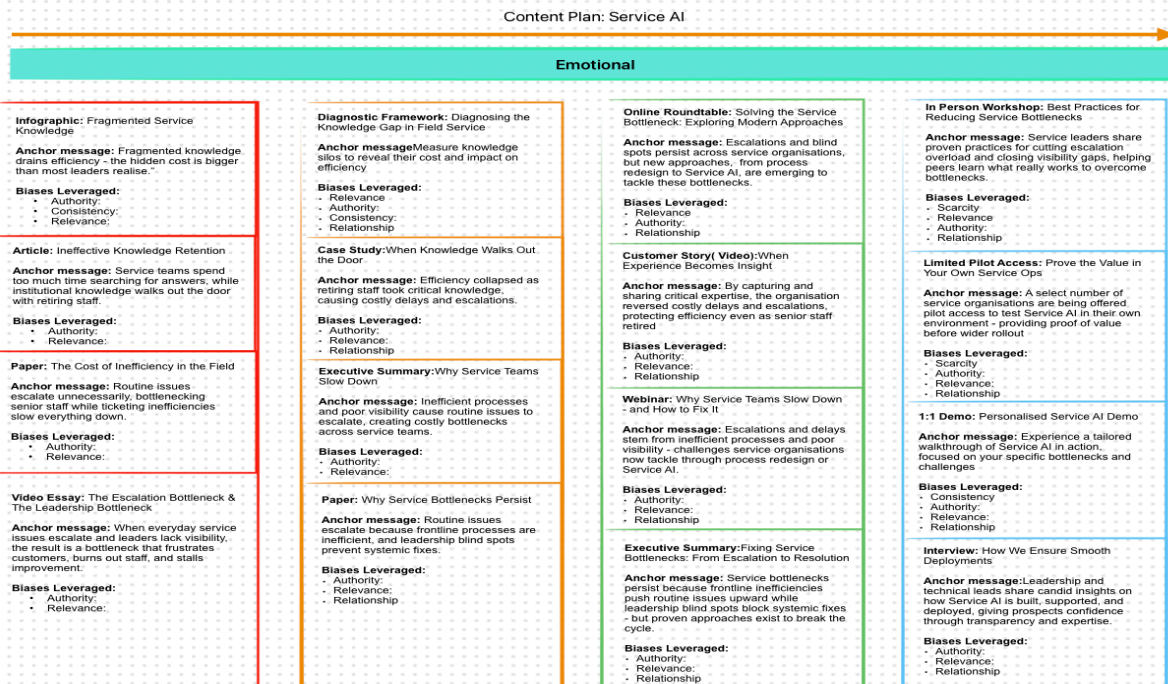 Content Plan: Service AI
Emotional
Infographic: Fragmented Service
Knowledge
Anchor message: Fragmented knowledge
drains efficiency - the hidden cost is bigger
than most leaders realise.”
Biases Leveraged:
• Authority:
• Consistency:
• Relevance:
Article: Ineffective Knowledge Retention
Anchor message: Service teams spend
too much time searching for answers, while
institutional knowledge walks out the door
with retiring staff.
Biases Leveraged:
• Authority:
• Relevance:
Paper: The Cost of Inefficiency in the Field
Anchor message: Routine issues
escalate unnecessarily, bottlenecking
senior staff while ticketing inefficiencies
slow everything down.
Biases Leveraged:
• Authority:
• Relevance:
Video Essay: The Escalation Bottleneck &
The Leadership Bottleneck
Anchor message: When everyday service
issues escalate and leaders lack visibility,
the result is a bottleneck that frustrates
customers, burns out staff, and stalls
improvement.
Biases Leveraged:
• Authority:
• Relevance:
Diagnostic Framework: Diagnosing the
Knowledge Gap in Field Service
Anchor messageMeasure knowledge
silos to reveal their cost and impact on
efficiency
Biases Leveraged:
- Relevance
- Authority:
- Consistency:
- Relationship
Case Study:When Knowledge Walks Out
the Door
Anchor message: Efficiency collapsed as
retiring staff took critical knowledge,
causing costly delays and escalations.
Biases Leveraged:
- Authority:
- Relevance:
- Relationship
Executive Summary:Why Service Teams
Slow Down
Anchor message: Inefficient processes
and poor visibility cause routine issues to
escalate, creating costly bottlenecks
across service teams.
Biases Leveraged:
- Authority:
- Relevance:
Paper: Why Service Bottlenecks Persist
Anchor message: Routine issues
escalate because frontline processes are
inefficient, and leadership blind spots
prevent systemic fixes.
Biases Leveraged:
- Authority:
- Relevance:
- Relationship
Online Roundtable: Solving the Service
Bottleneck: Exploring Modern Approaches
Anchor message: Escalations and blind
spots persist across service organisations,
but new approaches, from process
redesign to Service AI, are emerging to
tackle these bottlenecks.
Biases Leveraged:
- Relevance
- Authority:
- Relationship
Customer Story( Video):When
Experience Becomes Insight
Anchor message: By capturing and
sharing critical expertise, the organisation
reversed costly delays and escalations,
protecting efficiency even as senior staff
retired
Biases Leveraged:
- Authority:
- Relevance:
- Relationship
Webinar: Why Service Teams Slow Down
- and How to Fix It
Anchor message: Escalations and delays
stem from inefficient processes and poor
visibility - challenges service organisations
now tackle through process redesign or
Service AI.
Biases Leveraged:
- Authority:
- Relevance:
- Relationship
Executive Summary:Fixing Service
Bottlenecks: From Escalation to Resolution
Anchor message: Service bottlenecks
persist because frontline inefficiencies
push routine issues upward while
leadership blind spots block systemic fixes
- but proven approaches exist to break the
cycle.
Biases Leveraged:
- Authority:
- Relevance:
- Relationship
In Person Workshop: Best Practices for
Reducing Service Bottlenecks
Anchor message: Service leaders share
proven practices for cutting escalation
overload and closing visibility gaps, helping
peers learn what really works to overcome
bottlenecks.
Biases Leveraged:
- Scarcity
- Relevance
- Authority:
- Relationship
Limited Pilot Access: Prove the Value in
Your Own Service Ops
Anchor message: A select number of
service organisations are being offered
pilot access to test Service AI in their own
environment - providing proof of value
before wider rollout
Biases Leveraged:
- Scarcity
- Authority:
- Relevance:
- Relationship
1:1 Demo: Personalised Service AI Demo
Anchor message: Experience a tailored
walkthrough of Service AI in action,
focused on your specific bottlenecks and
challenges
Biases Leveraged:
- Consistency
- Authority:
- Relevance:
- Relationship
Interview: How We Ensure Smooth
Deployments
Anchor message:Leadership and
technical leads share candid insights on
how Service AI is built, supported, and
deployed, giving prospects confidence
through transparency and expertise.
Biases Leveraged:
- Authority:
- Relevance:
- Relationship